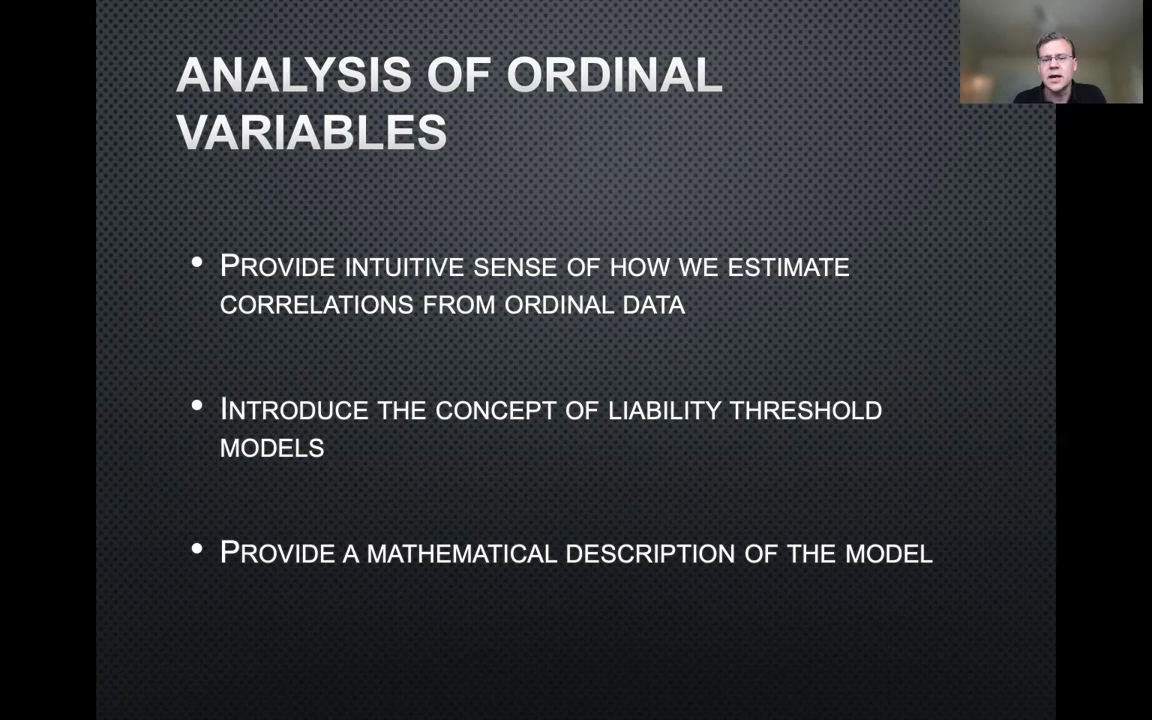 ANALYSIS OF ORDINAL
VARIABLES
• PROVIDE INTUITIVE SENSE OF HOW WE ESTIMATE
CORRELATIONS FROM ORDINAL DATA
• INTRODUCE THE CONCEPT OF LIABILITY THRESHOLD
MODELS
• PROVIDE A MATHEMATICAL DESCRIPTION OF THE MODEL